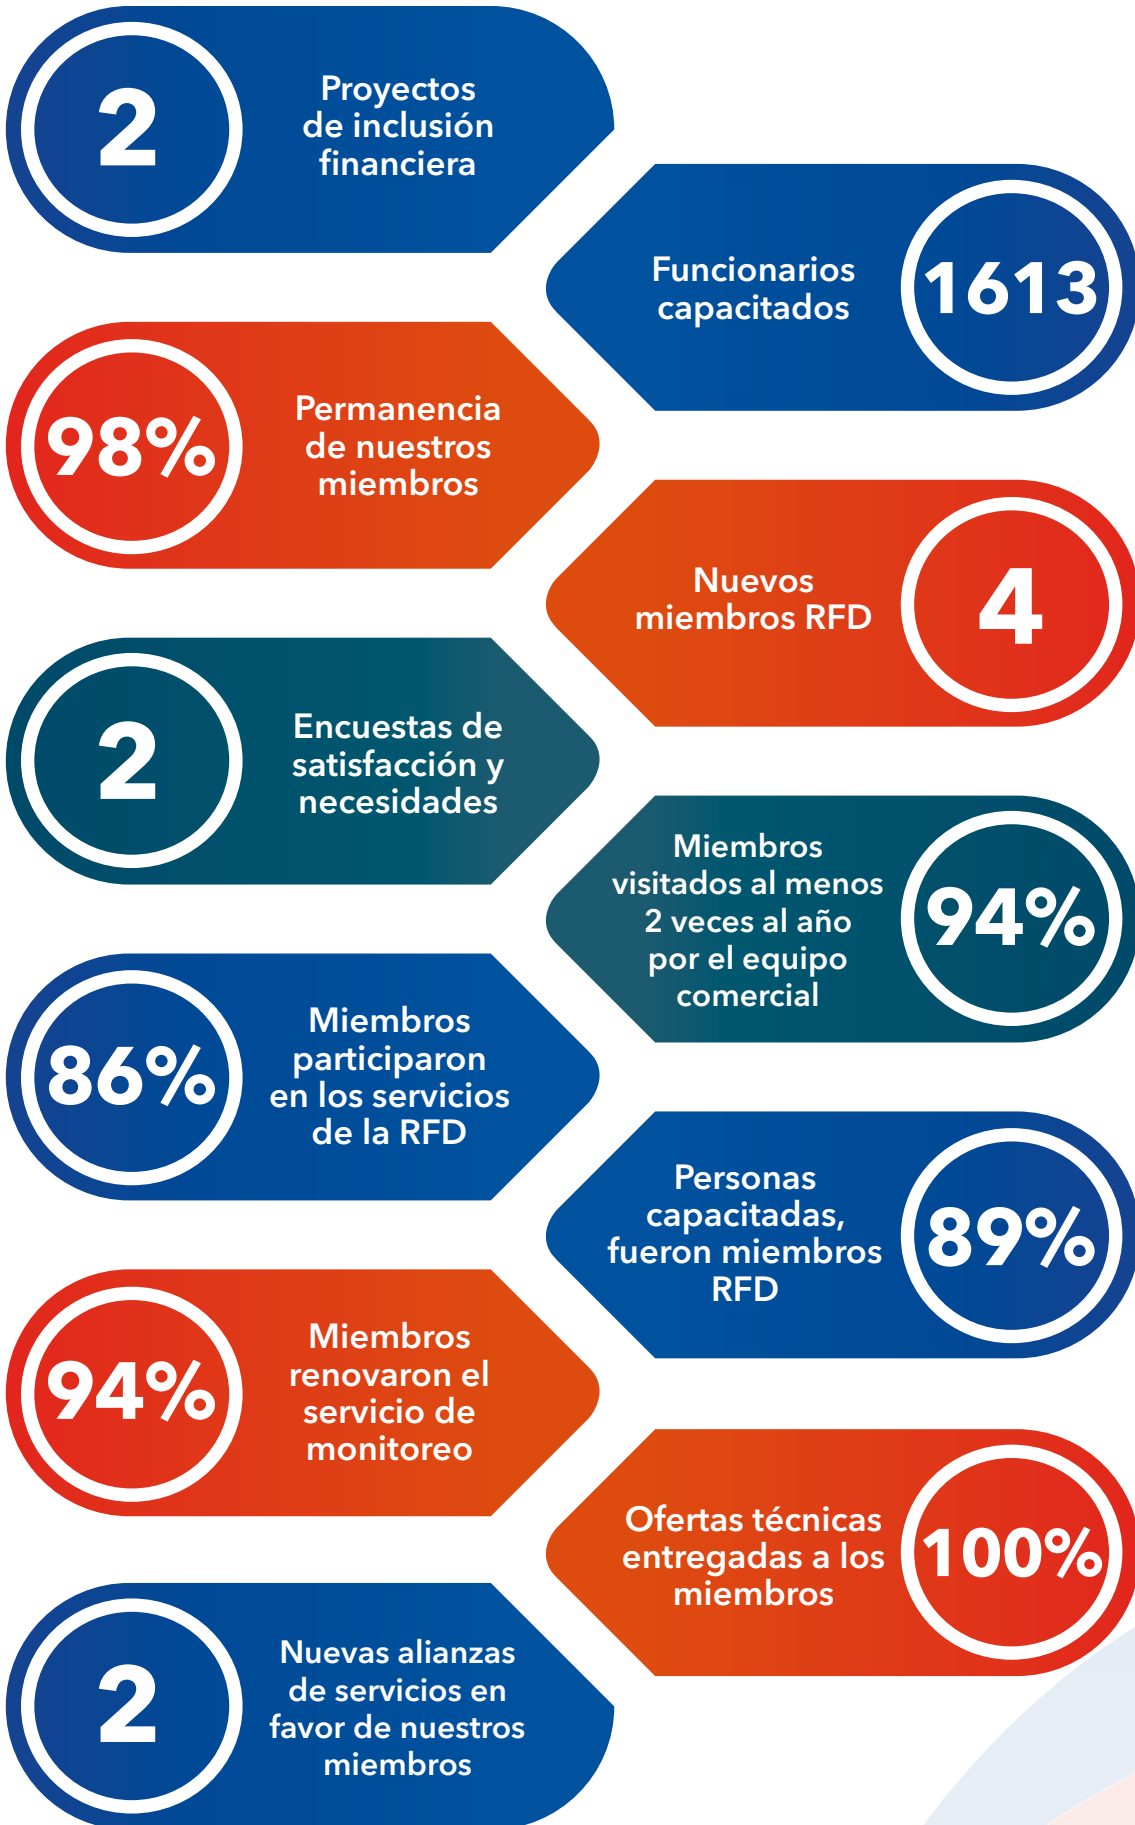 2
Proyectos
de inclusión
financiera
Funcionarios
capacitados
1613
98%
Permanencia
de nuestros
miembros
Nuevos
miembros RFD
4
2
Encuestas de
satisfacción y
necesidades
Miembros
visitados al menos
2 veces al año
por el equipo
comercial
94%
86%
Miembros
participaron
en los servicios
de la RFD
Personas
capacitadas,
fueron miembros
RFD
89%
94%
Miembros
renovaron el
servicio de
monitoreo
Ofertas técnicas
entregadas a los
miembros
100%
2
Nuevas alianzas
de servicios en
favor de nuestros
miembros